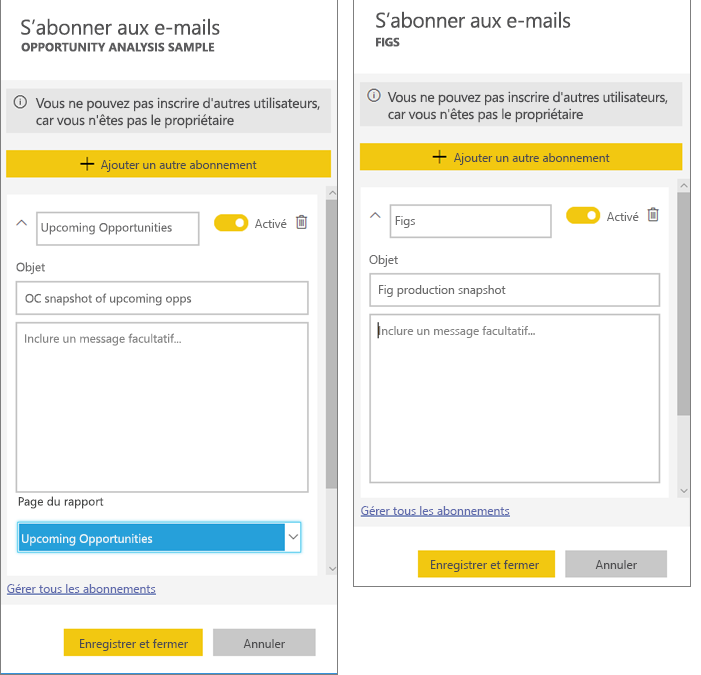 S'abonner aux e-mails
OPPORTUNITY ANALYSIS SAMPLE
Vous ne pouvez pas inscrire d'autres utilisateurs,
car vous n'êtes pas le propriétaire
Ajouter un autre abonnement
Upcoming Opportunities
Activé
Objet
OC snapshot of upcoming opps
Inclure un message facultatif...
Page du rapport
Upcoming Opportunities
Gérer tous les abonnements
Enregistrer et fermer
Annuler
S'abonner aux e-mails
FIGS
Vous ne pouvez pas inscrire d'autres utilisateurs,
car vous n'êtes pas le propriétaire
Ajouter un autre abonnement
Figs
Activé
Objet
Fig production snapshot
Inclure un message facultatif...
Gérer tous les abonnements
Enregistrer et fermer
Annuler